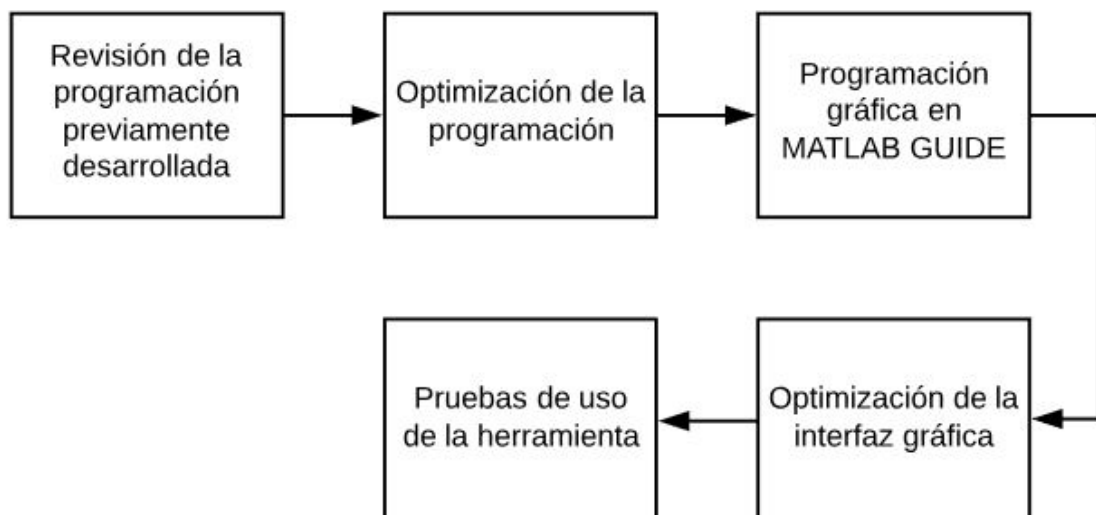 Revisión de la
programación
previamente
desarrollada
Optimización de la
programación
Programación
gráfica en
MATLAB GUIDE
Optimización de la
interfaz gráfica
Pruebas de uso
de la herramienta